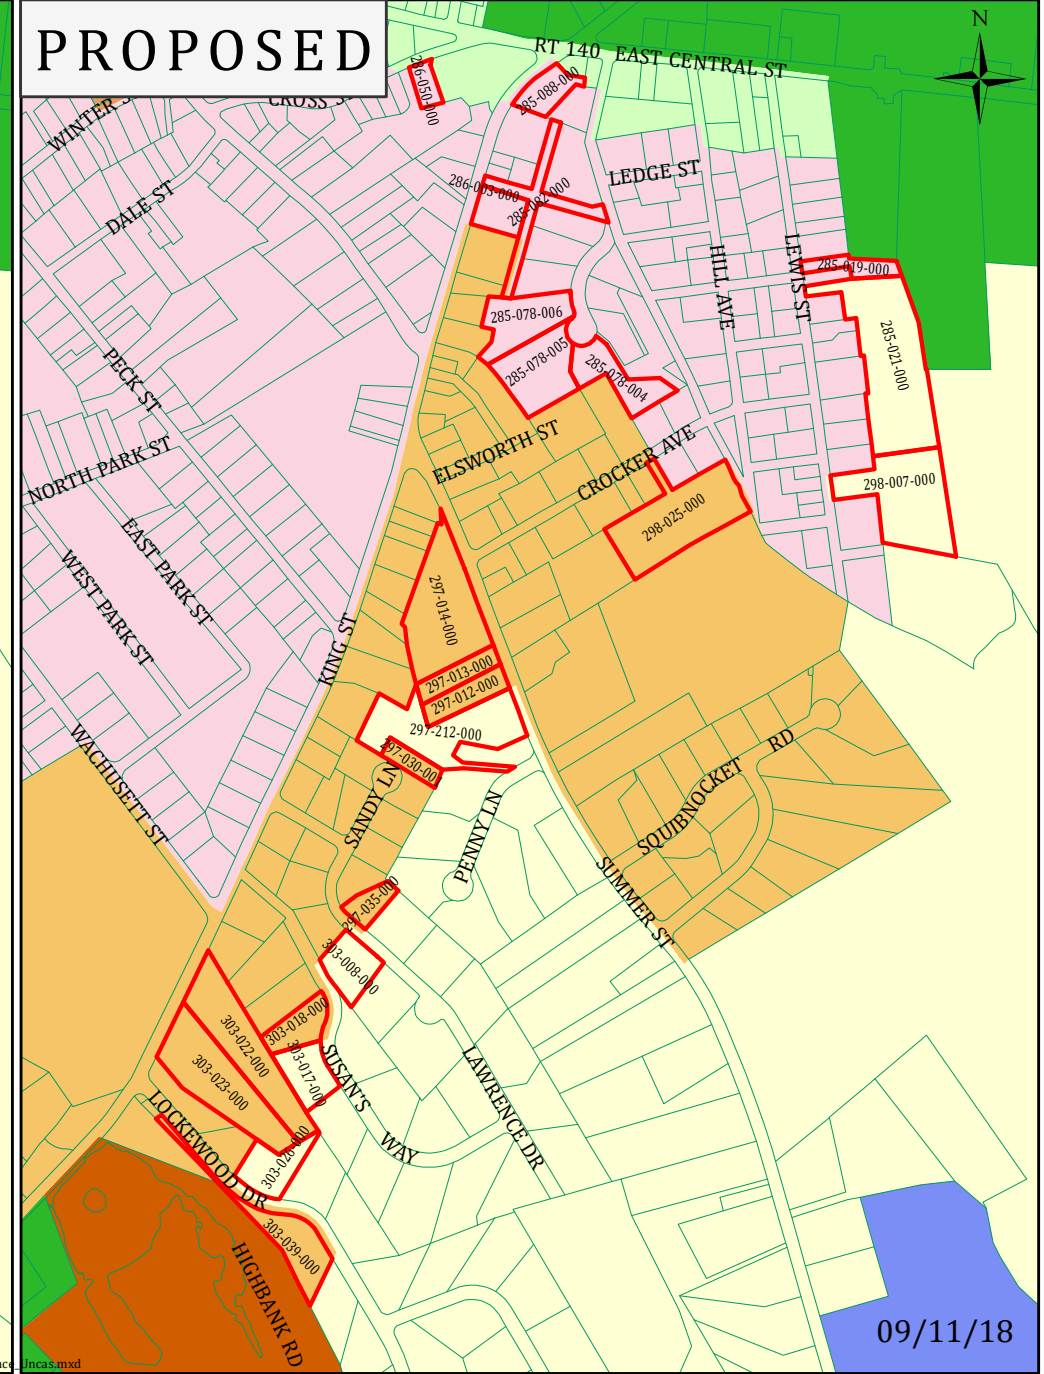 PROPOSED
N
RT 140 EAST CENTRAL ST
286-050-000
285-088-000
CROSS S
WINTER S
LEDGE ST
DALE ST
286-003-000
285-082-000
HILL AVE
LEWIS ST
285-019-000
285-078-006
285-021-000
285-078-005
285-078-004
PECK ST
ELSWORTH ST
CROCKER AVE
NORTH PARK ST
298-007-000
298-025-000
EAST PARK ST
WEST PARK ST
297-014-000
KING ST
297-013-000
297-012-000
297-212-000
297-030-001
WACHUSETT ST
SANDY LN
PENNY LN
SQUIBNOCKET RD
SUMMER ST
297-035-000
303-008-000
303-018-000
303-022-000
303-017-000
303-023-000
SUSAN'S WAY
LAWRENCE DR
LOCKEWOOD DR
303-026-000
303-039-000
HIGHBANK RD
09/11/18
ce_Uncas.mxd